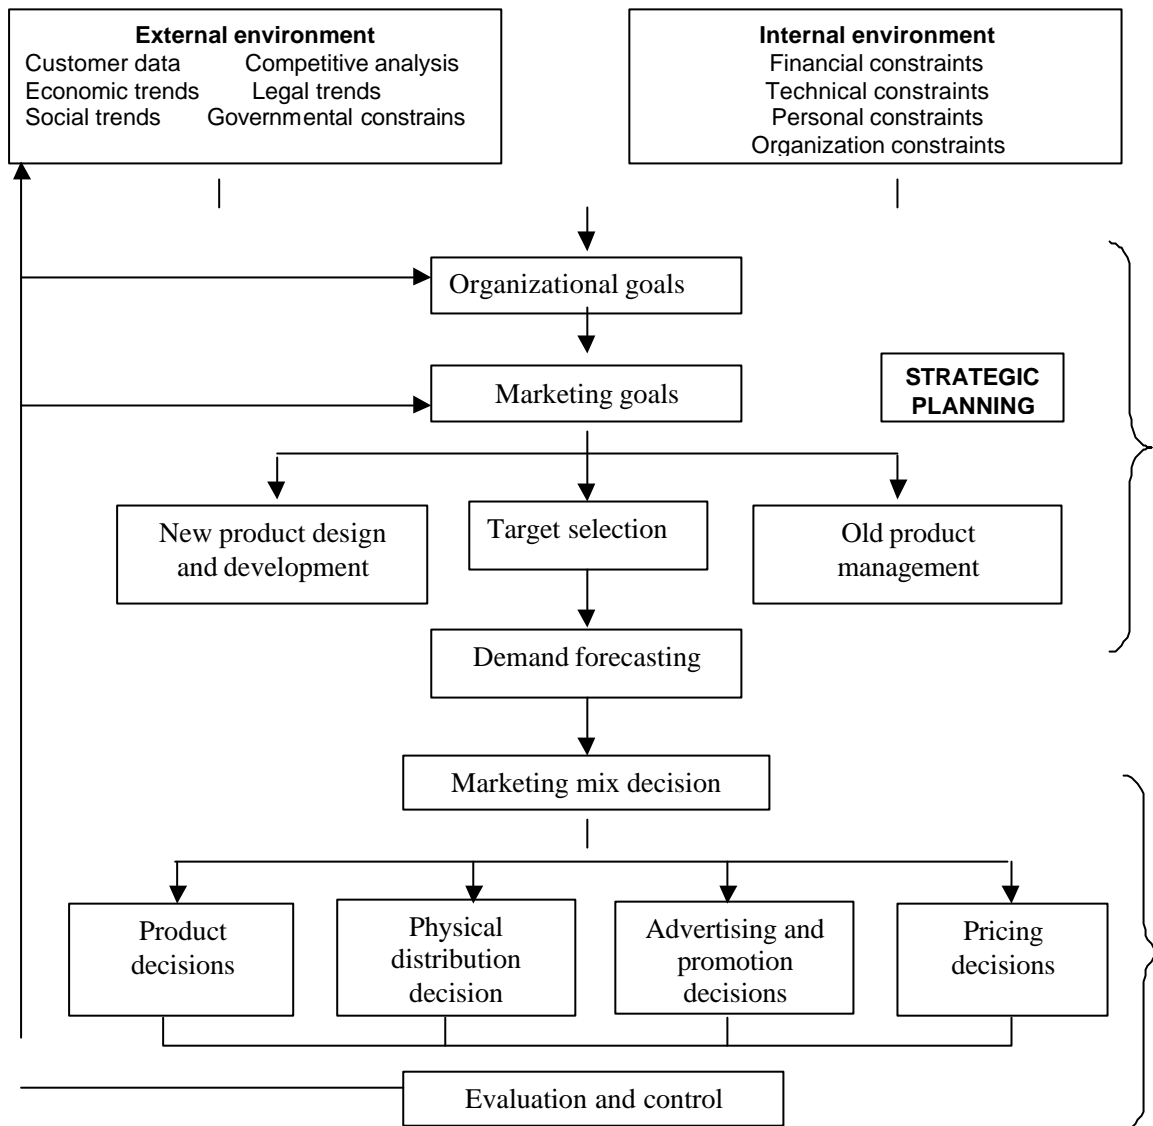 External environment
Customer data Competitive analysis
Economic trends Legal trends
Social trends Governmental constrains
Internal environment
Financial constraints
Technical constraints
Personal constraints
Organization constraints
Organizational goals
Marketing goals
STRATEGIC
PLANNING
New product design
and development
Target selection
Old product
management
Demand forecasting
Marketing mix decision
Product
decisions
Physical
distribution
decision
Advertising and
promotion
decisions
Pricing
decisions
Evaluation and control